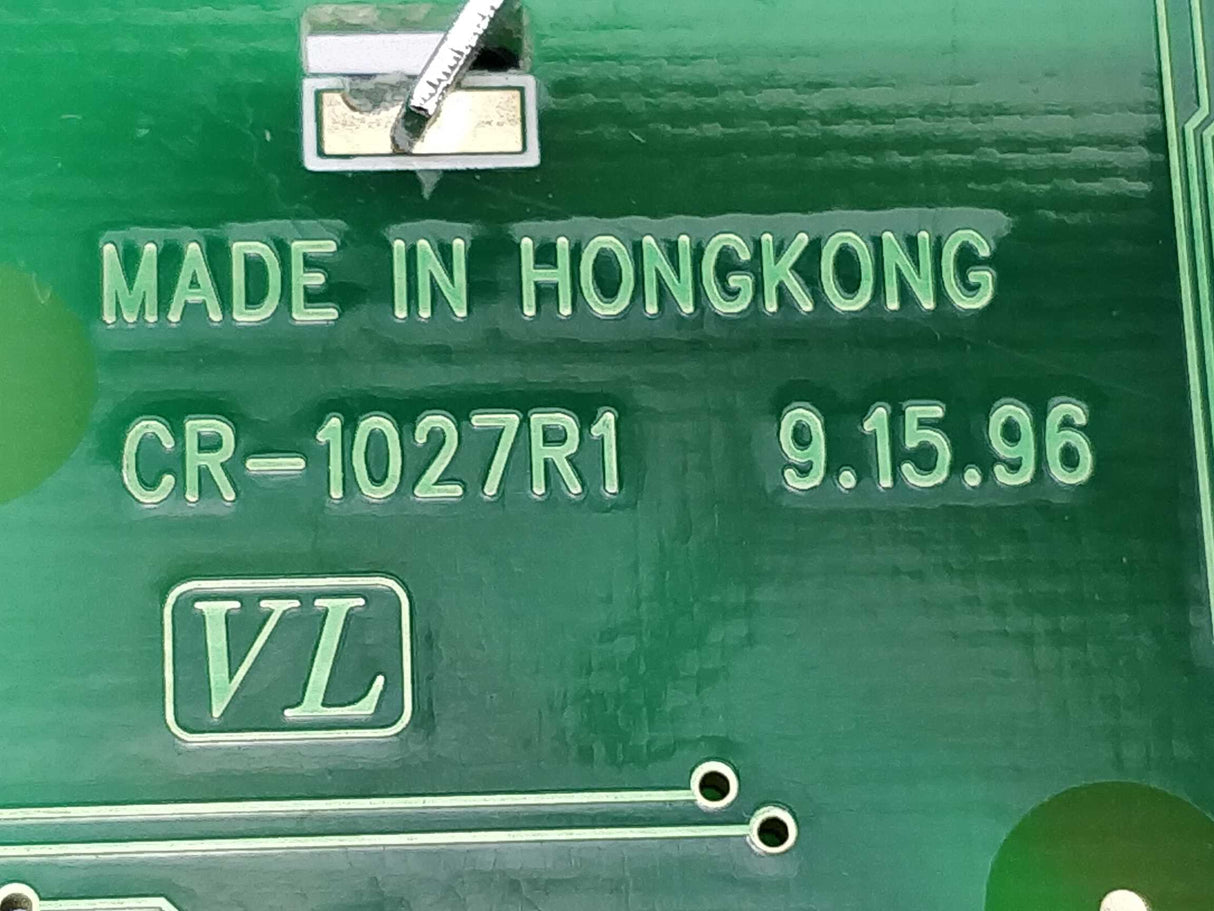 MADE IN HONGKONG
CR-1027R1 9.15.96
VL